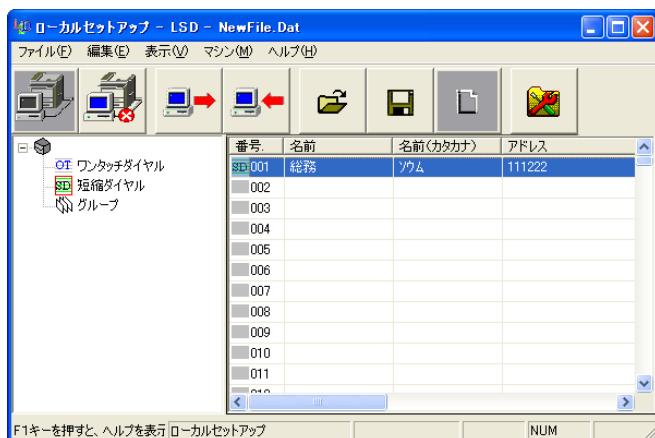 ローカルセットアップ - LSD - NewFile.Dat
ファイル(F) 編集(E) 表示(V) マシン(M) ヘルプ(H)
番号. 名前 名前(カタカナ) アドレス
OT ワンタッチダイヤル
SD 短縮ダイヤル
グループ
SD 001 総務 ソウム 111222
002
003
004
005
006
007
008
009
010
011
F1キーを押すと、ヘルプを表示 ローカルセットアップ NUM